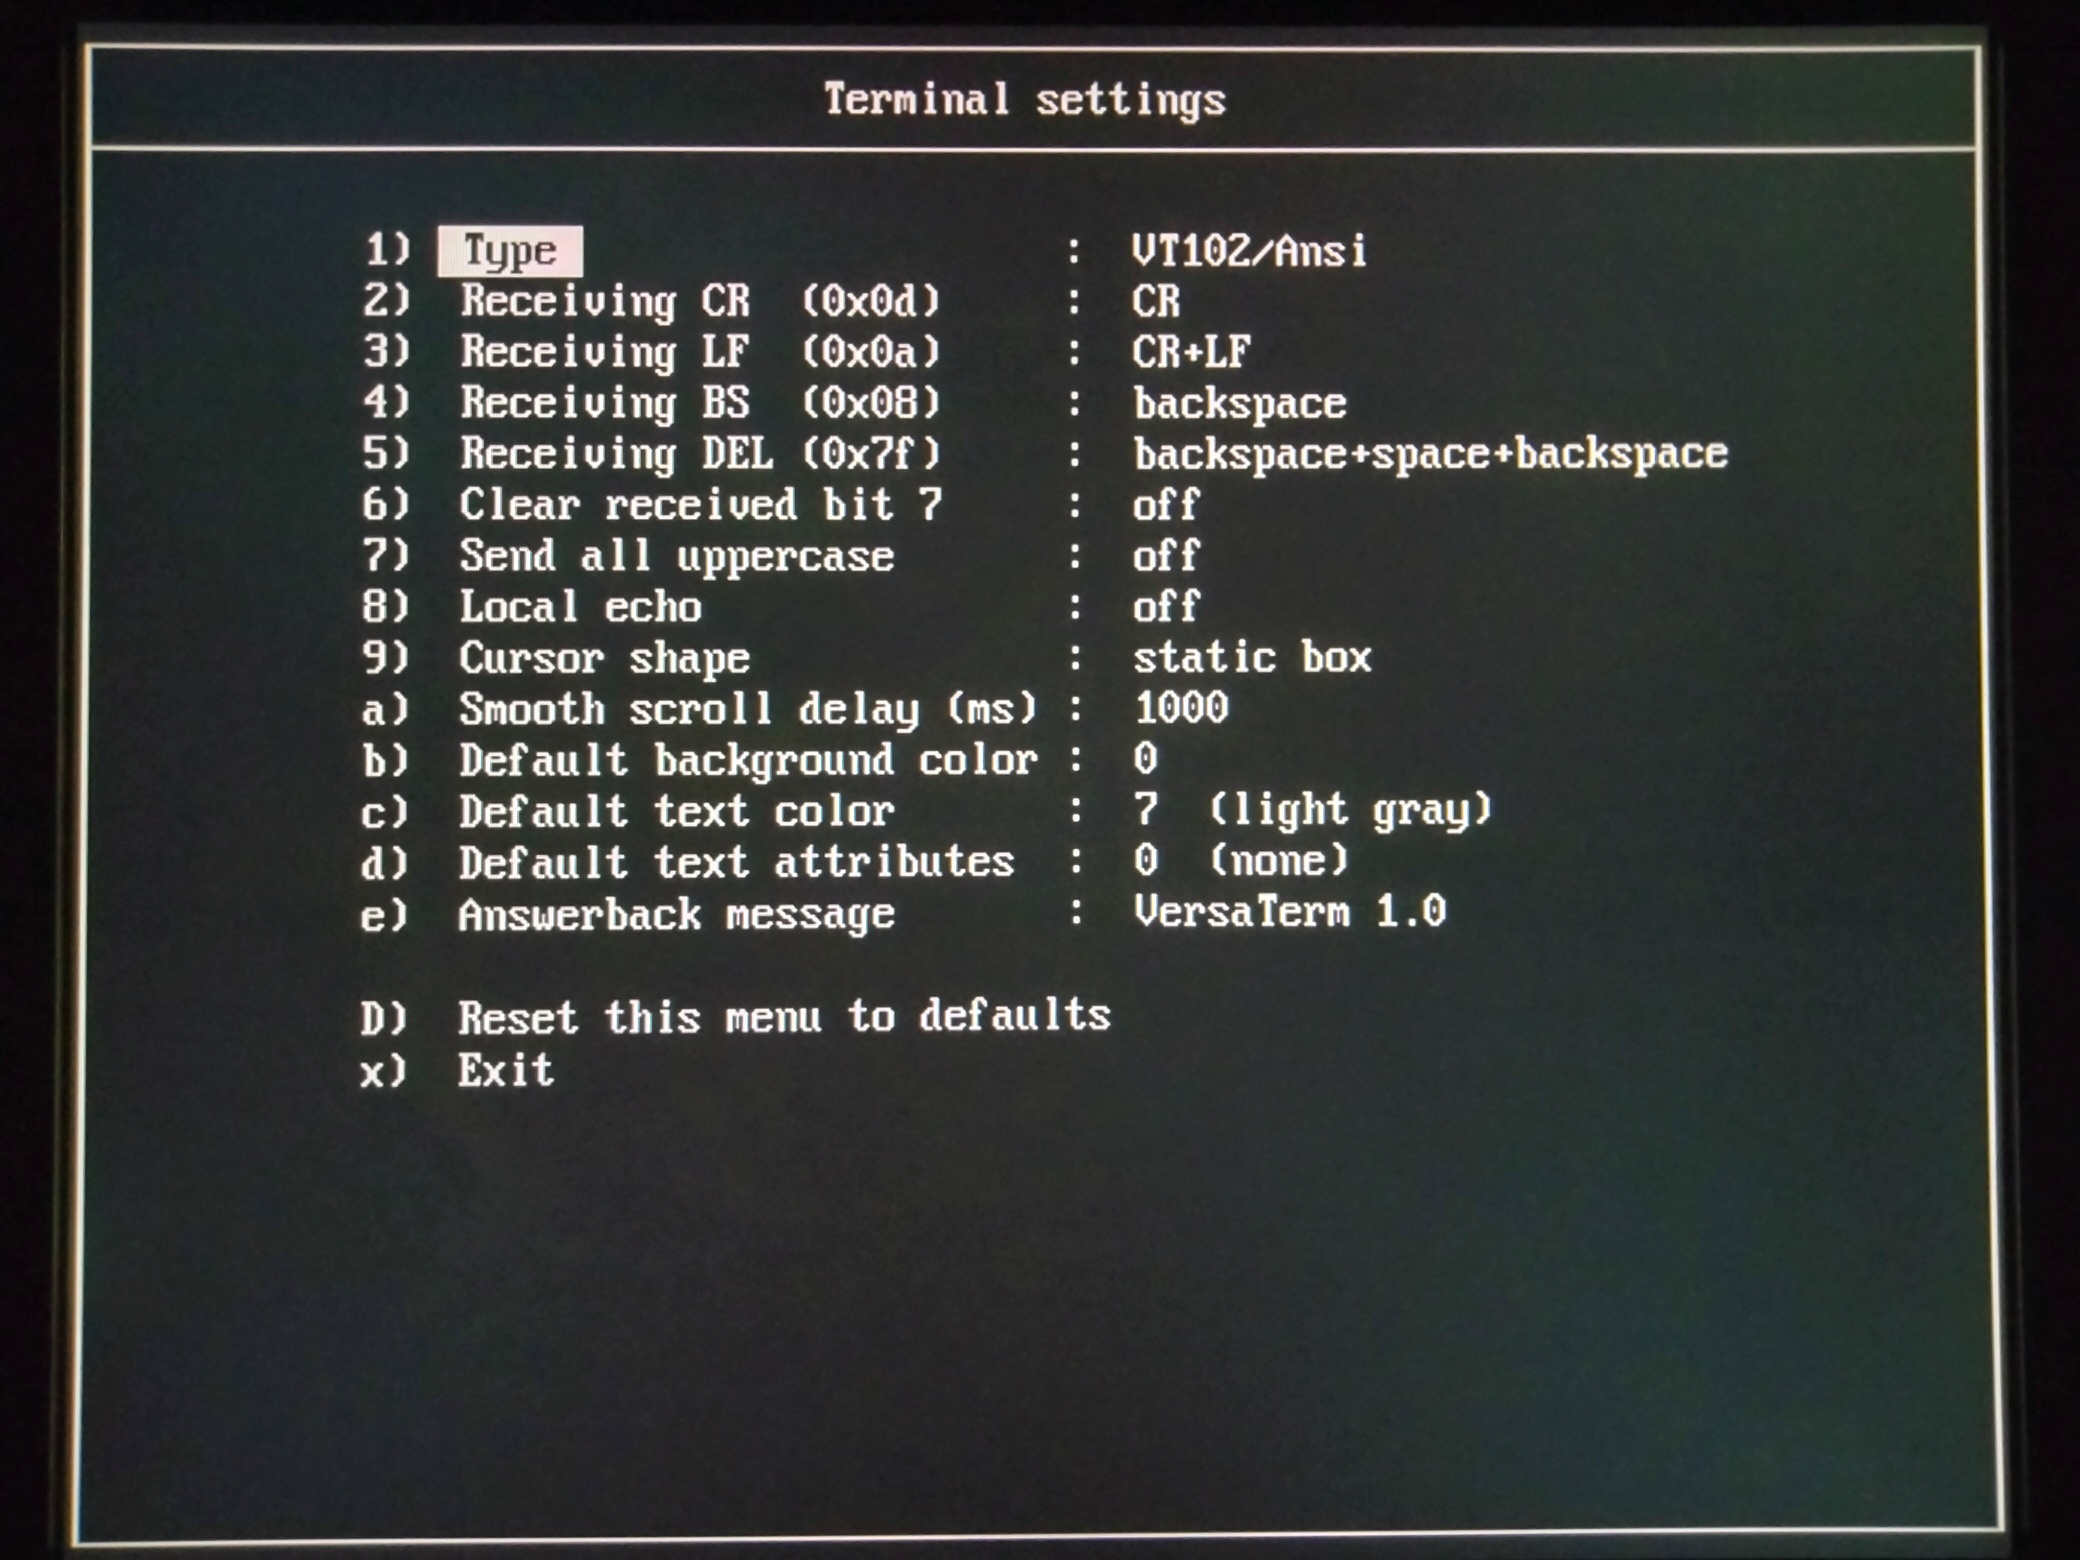 Terminal settings
1) Type : VT102/Ansi
2) Receiving CR (0x0d) : CR
3) Receiving LF (0x0a) : CR+LF
4) Receiving BS (0x08) : backspace
5) Receiving DEL (0x7f) : backspace+space+backspace
6) Clear received bit 7 : off
7) Send all uppercase : off
8) Local echo : off
9) Cursor shape : static box
a) Smooth scroll delay (ms) : 1000
b) Default background color : 0
c) Default text color : 7 (light gray)
d) Default text attributes : 0 (none)
e) Answerback message : VersaTerm 1.0
D) Reset this menu to defaults
x) Exit